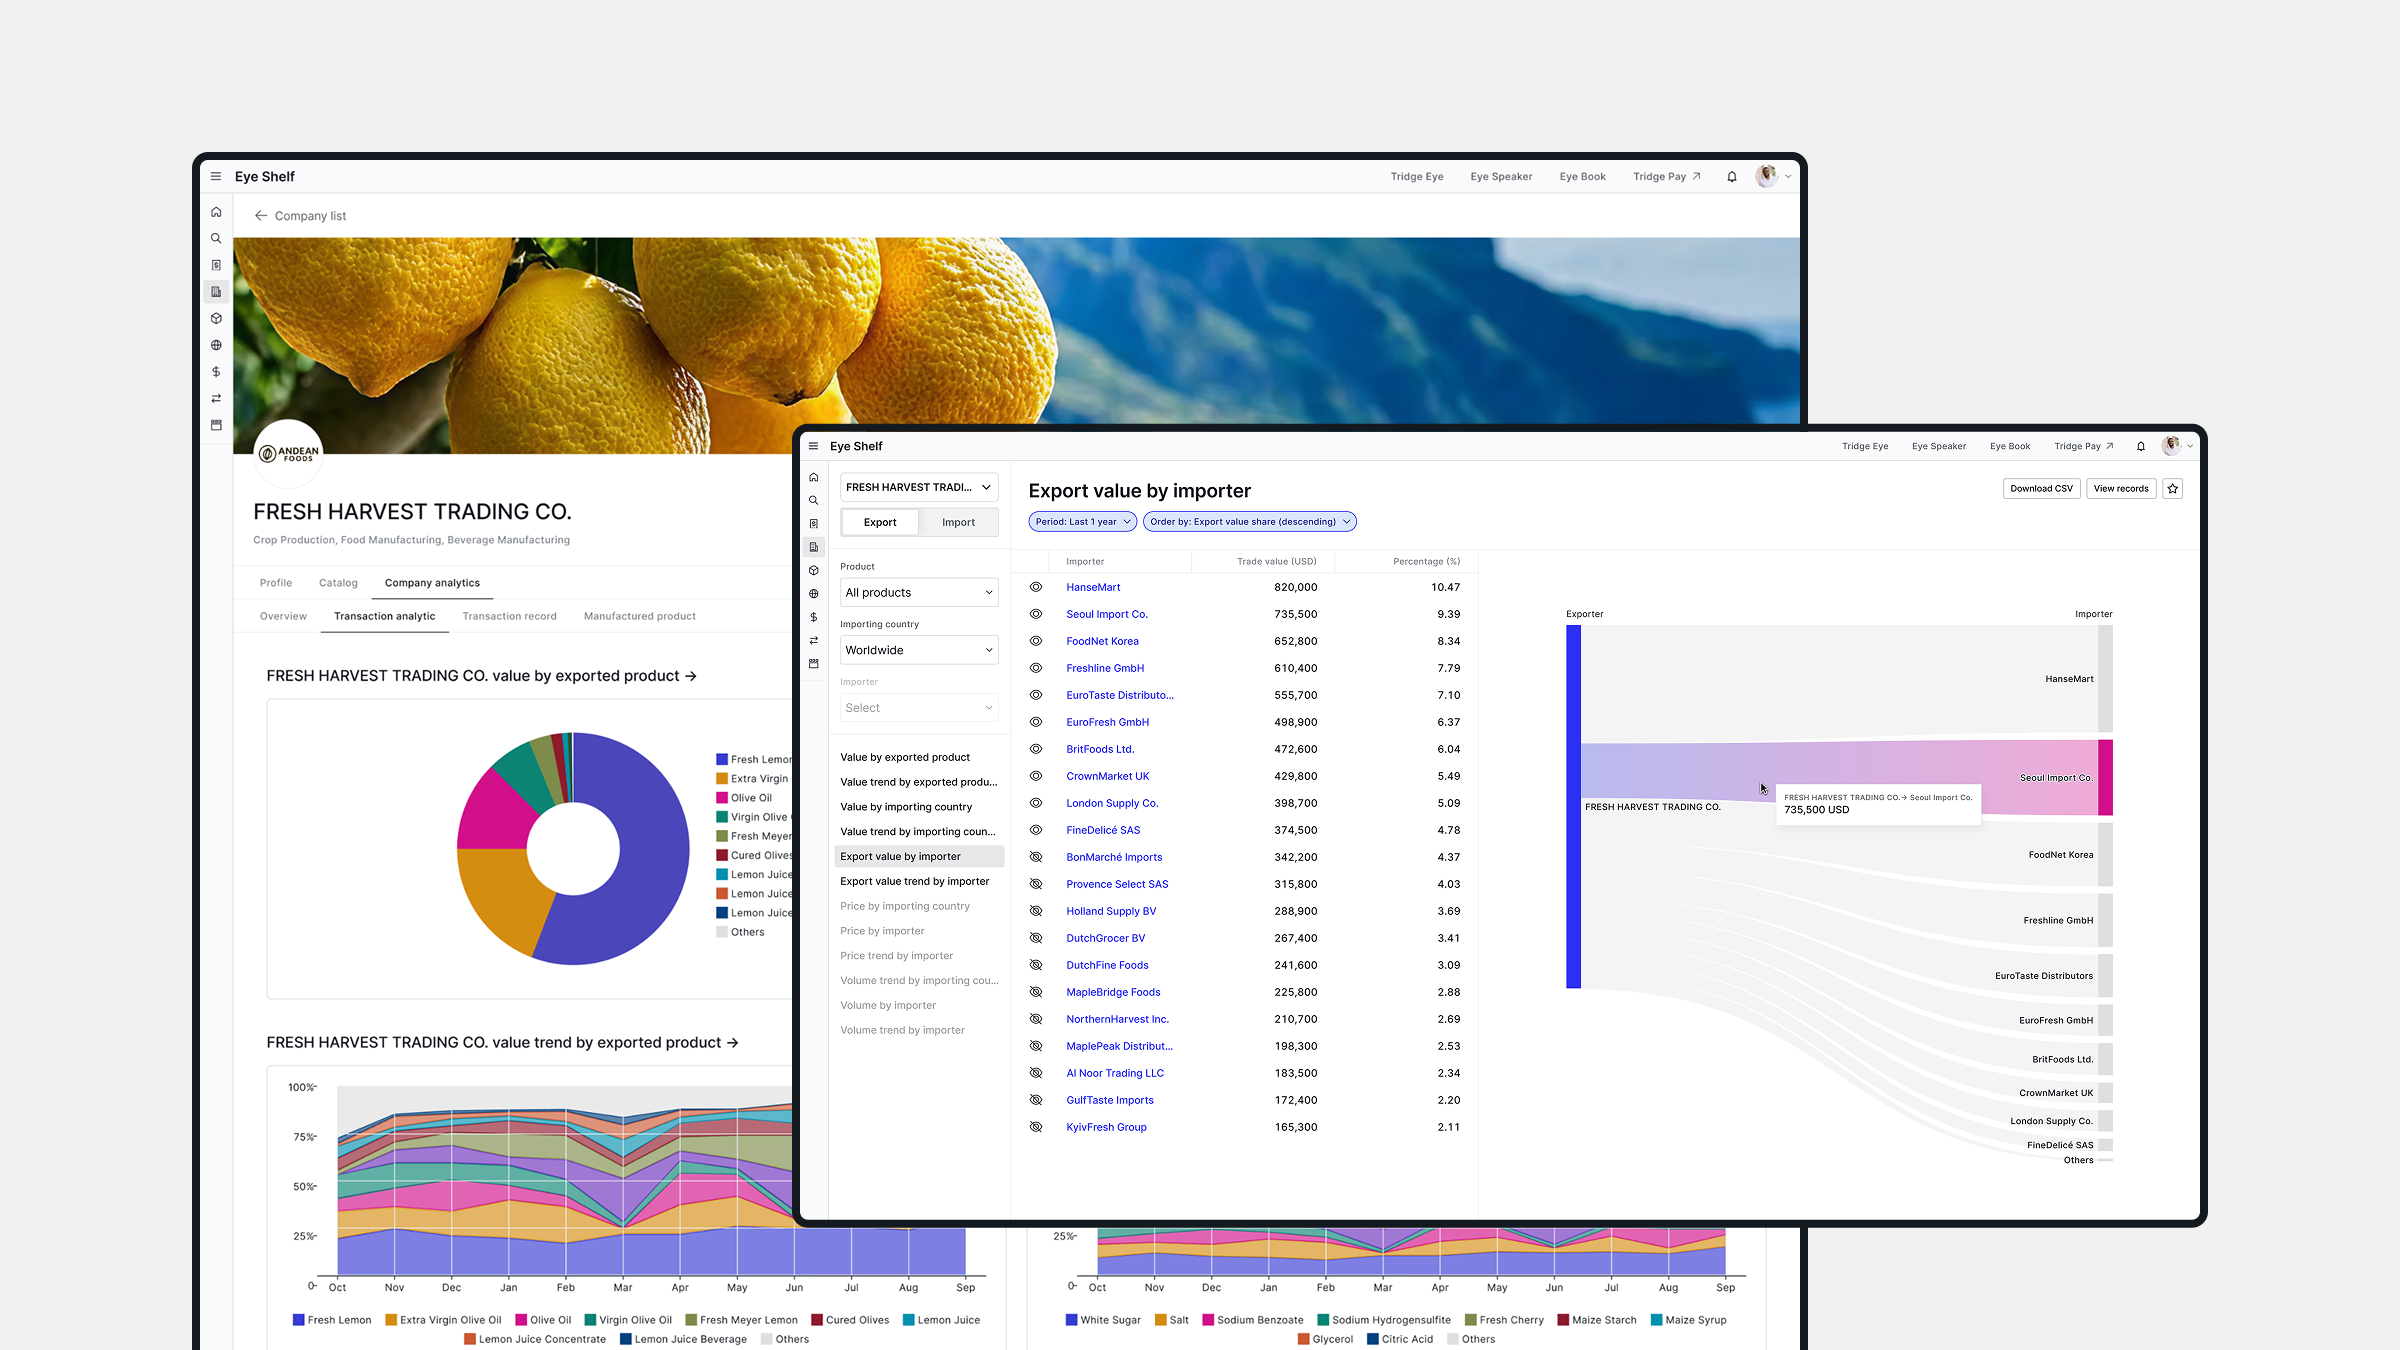 Eye Shelf
Tridge Eye Eye Speaker Eye Book Tridge Pay
Company list
ANDEAN
FOODS
FRESH HARVEST TRADING CO.
Crop Production, Food Manufacturing, Beverage Manufacturing
Profile Catalog Company analytics
Overview Transaction analytic Transaction record Manufactured product
FRESH HARVEST TRADING CO. value by exported product →
Fresh Lemon
Extra Virgin
Olive Oil
Virgin Olive
Fresh Meyer
Cured Olives
Lemon Juice
Lemon Juice
Lemon Juice
Others
FRESH HARVEST TRADING CO. value trend by exported product →
100%
75%
50%
25%
0
Oct Nov Dec Jan Feb Mar Apr May Jun Jul Aug Sep
Fresh Lemon Extra Virgin Olive Oil Olive Oil Virgin Olive Oil Fresh Meyer Lemon Cured Olives Lemon Juice
Lemon Juice Concentrate Lemon Juice Beverage Others
25%
0
Oct Nov Dec Jan Feb Mar Apr May Jun Jul Aug Sep
White Sugar Salt Sodium Benzoate Sodium Hydrogensulfite Fresh Cherry Maize Starch Maize Syrup
Glycerol Citric Acid Others
Eye Shelf
Tridge Eye Eye Speaker Eye Book Tridge Pay
FRESH HARVEST TRADI...
Export Import
Product
All products
Importing country
Worldwide
Importer
Select
Value by exported product
Value trend by exported produ...
Value by importing country
Value trend by importing coun...
Export value by importer
Export value trend by importer
Price by importing country
Price by importer
Price trend by importer
Volume trend by importing cou...
Volume by importer
Volume trend by importer
Export value by importer
Download CSV View records
Period: Last 1 year Order by: Export value share (descending)
Importer Trade value (USD) Percentage (%)
HanseMart 820,000 10.47
Seoul Import Co. 735,500 9.39
FoodNet Korea 652,800 8.34
Freshline GmbH 610,400 7.79
EuroTaste Distributo... 555,700 7.10
EuroFresh GmbH 498,900 6.37
BritFoods Ltd. 472,600 6.04
CrownMarket UK 429,800 5.49
London Supply Co. 398,700 5.09
FineDelicé SAS 374,500 4.78
BonMarché Imports 342,200 4.37
Provence Select SAS 315,800 4.03
Holland Supply BV 288,900 3.69
DutchGrocer BV 267,400 3.41
DutchFine Foods 241,600 3.09
MapleBridge Foods 225,800 2.88
NorthernHarvest Inc. 210,700 2.69
MaplePeak Distribut... 198,300 2.53
Al Noor Trading LLC 183,500 2.34
GulfTaste Imports 172,400 2.20
KyivFresh Group 165,300 2.11
Exporter Importer
HanseMart
Seoul Import Co.
FRESH HARVEST TRADING CO.→ Seoul Import Co.
735,500 USD
FRESH HARVEST TRADING CO.
FoodNet Korea
Freshline GmbH
EuroTaste Distributors
EuroFresh GmbH
BritFoods Ltd.
CrownMarket UK
London Supply Co.
FineDelicé SAS
Others